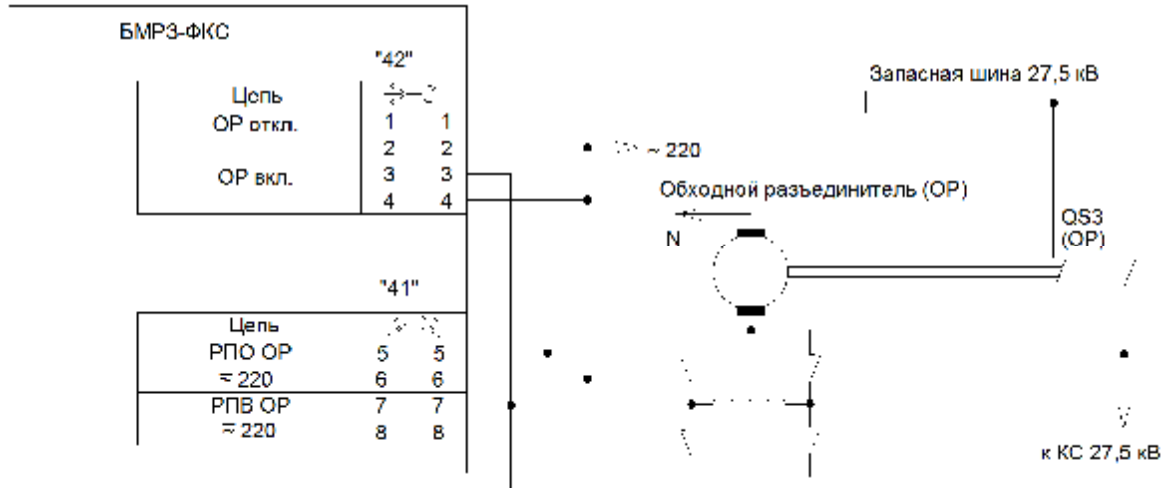 БМРЗ-ФКС
"42"
Запасная шина 27,5 кВ
Цепь
ОР откл. 1 1
2 2
~ 220
ОР вкл. 3 3
4 4
Обходной разъединитель (ОР)
N
QS3
(ОР)
"41"
Цепь
РПО ОР 5 5
≂ 220 6 6
РПВ ОР 7 7
≂ 220 8 8
к КС 27,5 кВ